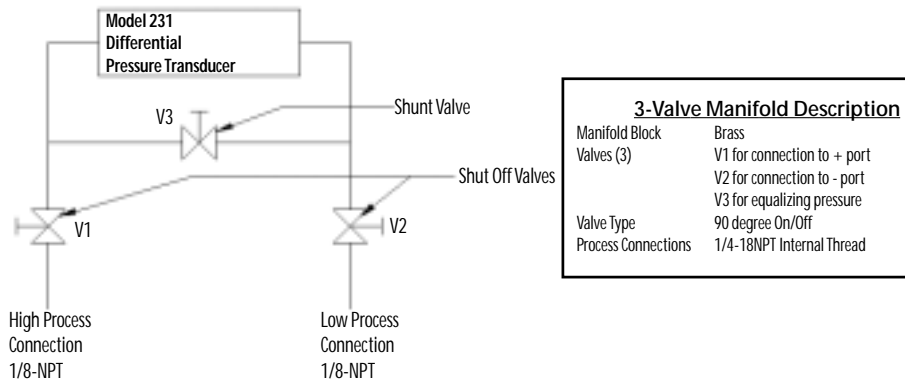 Model 231
Differential
Pressure Transducer
V3
Shunt Valve
Shut Off Valves
V1
V2
High Process
Connection
1/8-NPT
Low Process
Connection
1/8-NPT
3-Valve Manifold Description
Manifold Block Brass
Valves (3) V1 for connection to + port
V2 for connection to - port
V3 for equalizing pressure
Valve Type 90 degree On/Off
Process Connections 1/4-18NPT Internal Thread